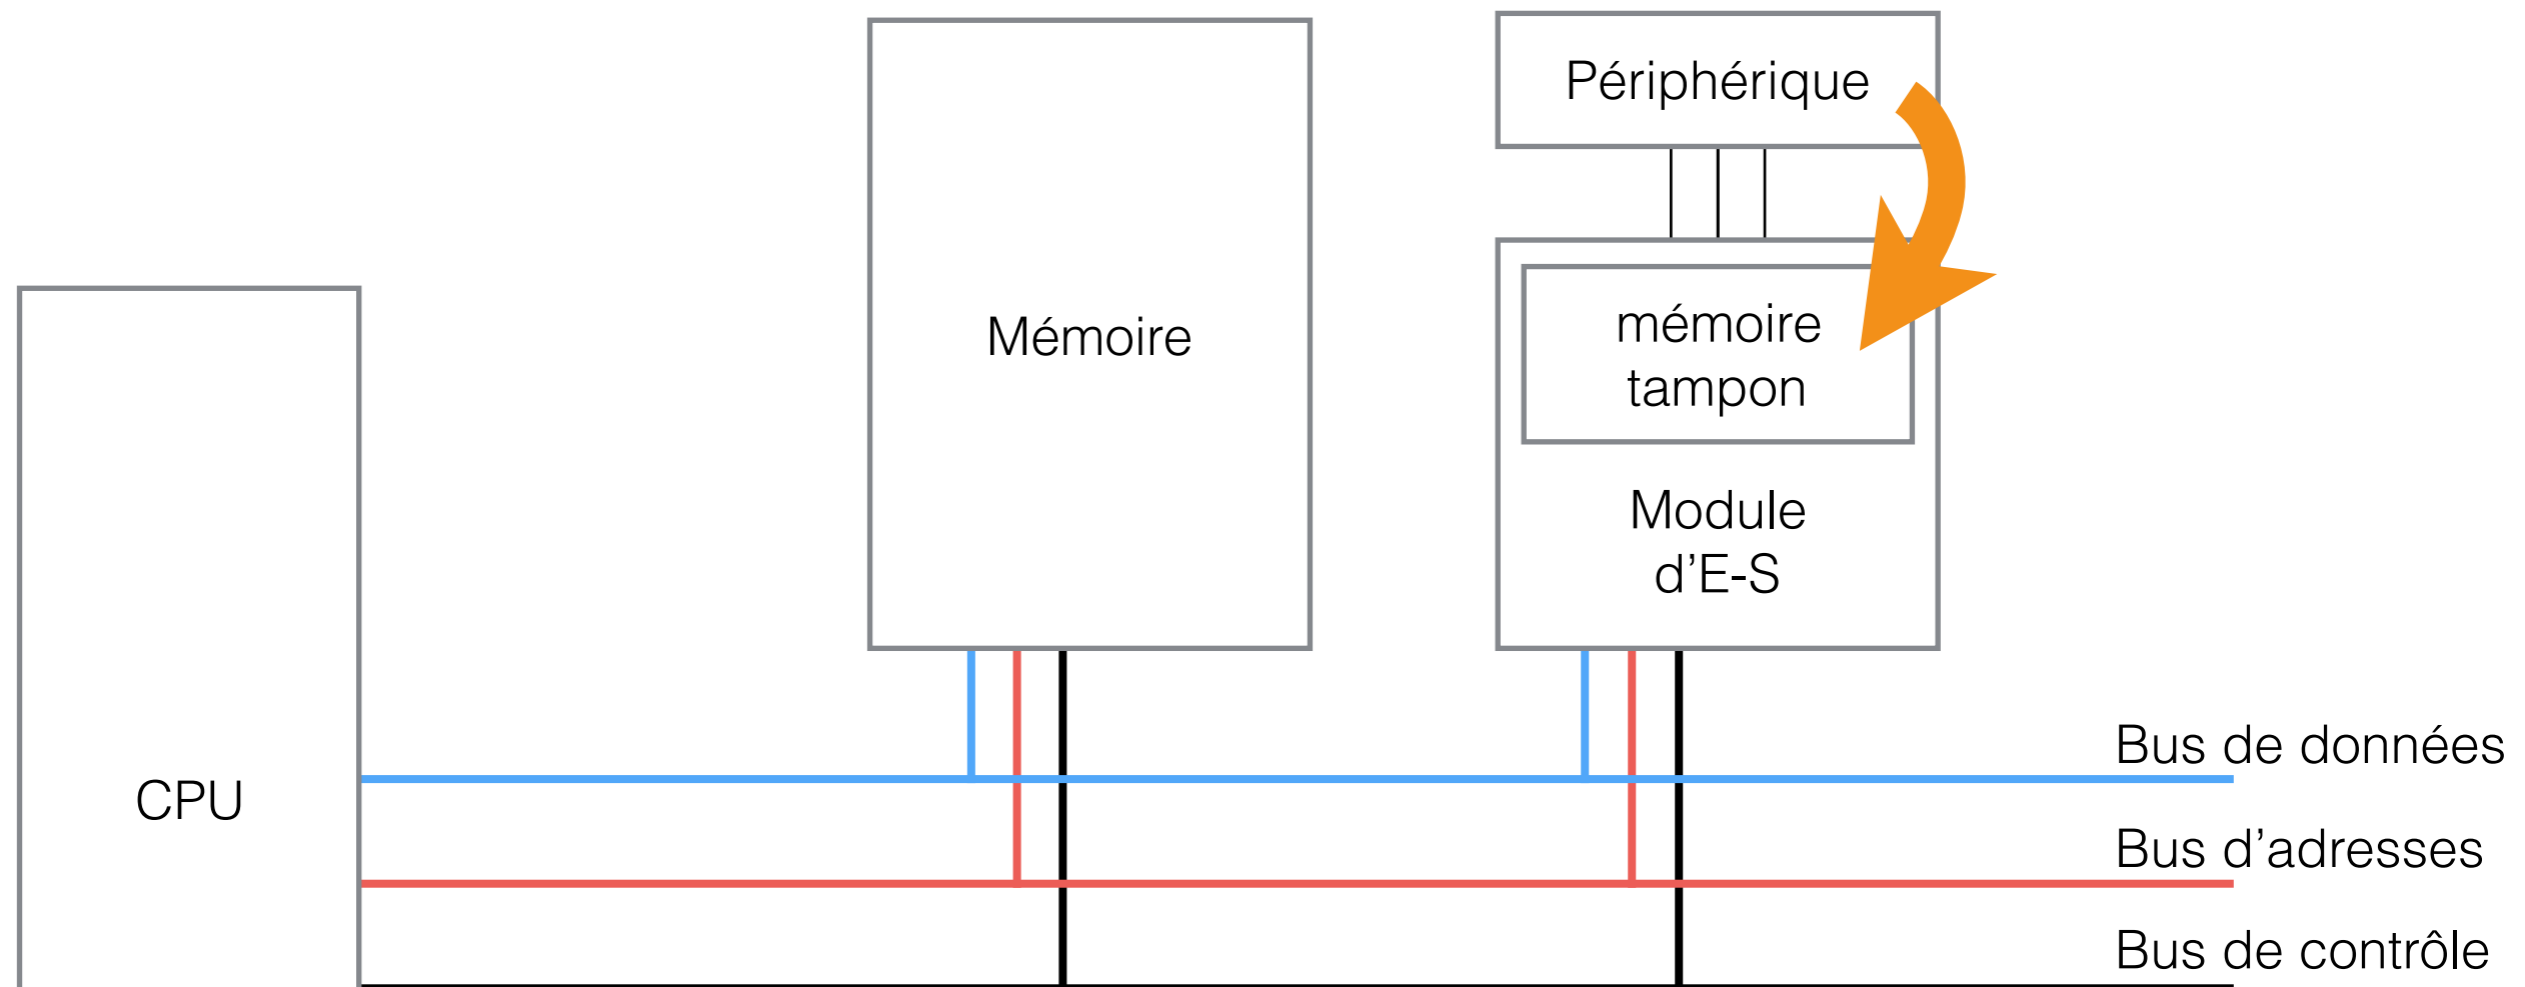 Périphérique
Mémoire
mémoire
tampon
Module
d’E-S
CPU
Bus de données
Bus d’adresses
Bus de contrôle